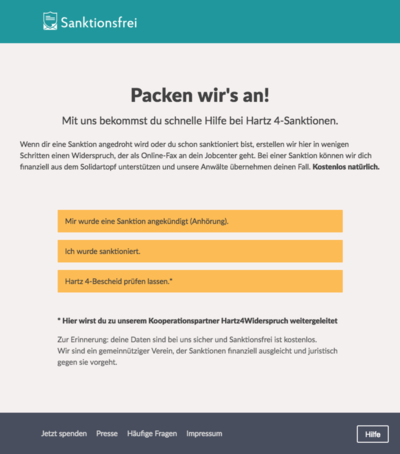 Sanktionsfrei
Packen wir's an!
Mit uns bekommst du schnelle Hilfe bei Hartz 4-Sanktionen.
Wenn dir eine Sanktion angedroht wird oder du schon sanktioniert bist, erstellen wir hier in wenigen
Schritten einen Widerspruch, der als Online-Fax an dein Jobcenter geht. Bei einer Sanktion können wir dich
finanziell aus dem Solidartopf unterstützen und unsere Anwälte übernehmen deinen Fall. Kostenlos natürlich.
Mir wurde eine Sanktion angekündigt (Anhörung).
Ich wurde sanktioniert.
Hartz 4-Bescheid prüfen lassen.*
* Hier wirst du zu unserem Kooperationspartner Hartz4Widerspruch weitergeleitet
Zur Erinnerung: deine Daten sind bei uns sicher und Sanktionsfrei ist kostenlos.
Wir sind ein gemeinnütziger Verein, der Sanktionen finanziell ausgleicht und juristisch
gegen sie vorgeht.
Jetzt spenden Presse Häufige Fragen Impressum Hilfe